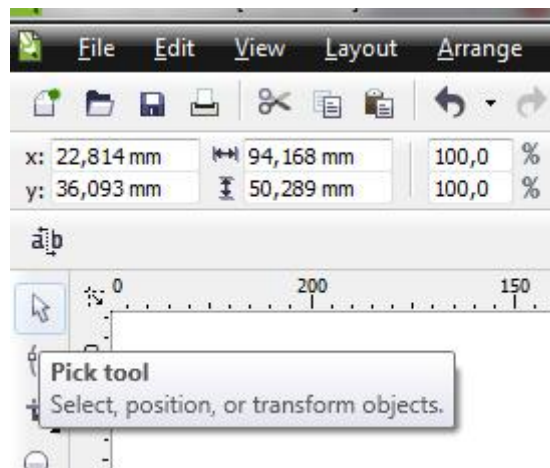 File Edit View Layout Arrange
x: 22,814 mm 94,168 mm 100,0 %
y: 36,093 mm 50,289 mm 100,0 %
ab
0 200 150
Pick tool
Select, position, or transform objects.